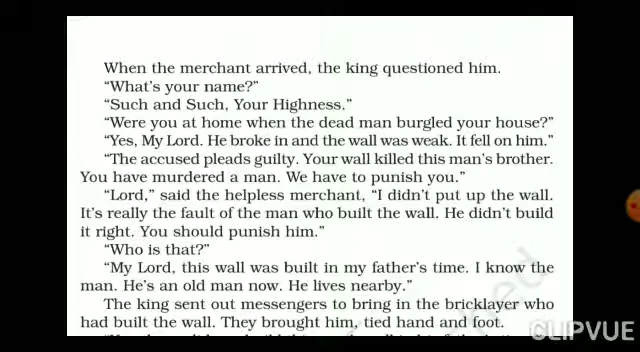 When the merchant arrived, the king questioned him.
“What’s your name?”
“Such and Such, Your Highness.”
“Were you at home when the dead man burgled your house?”
“Yes, My Lord. He broke in and the wall was weak. It fell on him.”
“The accused pleads guilty. Your wall killed this man’s brother.
You have murdered a man. We have to punish you.”
“Lord,” said the helpless merchant, “I didn’t put up the wall.
It’s really the fault of the man who built the wall. He didn’t build
it right. You should punish him.”
“Who is that?”
“My Lord, this wall was built in my father’s time. I know the
man. He’s an old man now. He lives nearby.”
The king sent out messengers to bring in the bricklayer who
had built the wall. They brought him, tied hand and foot.
CLIPVUE